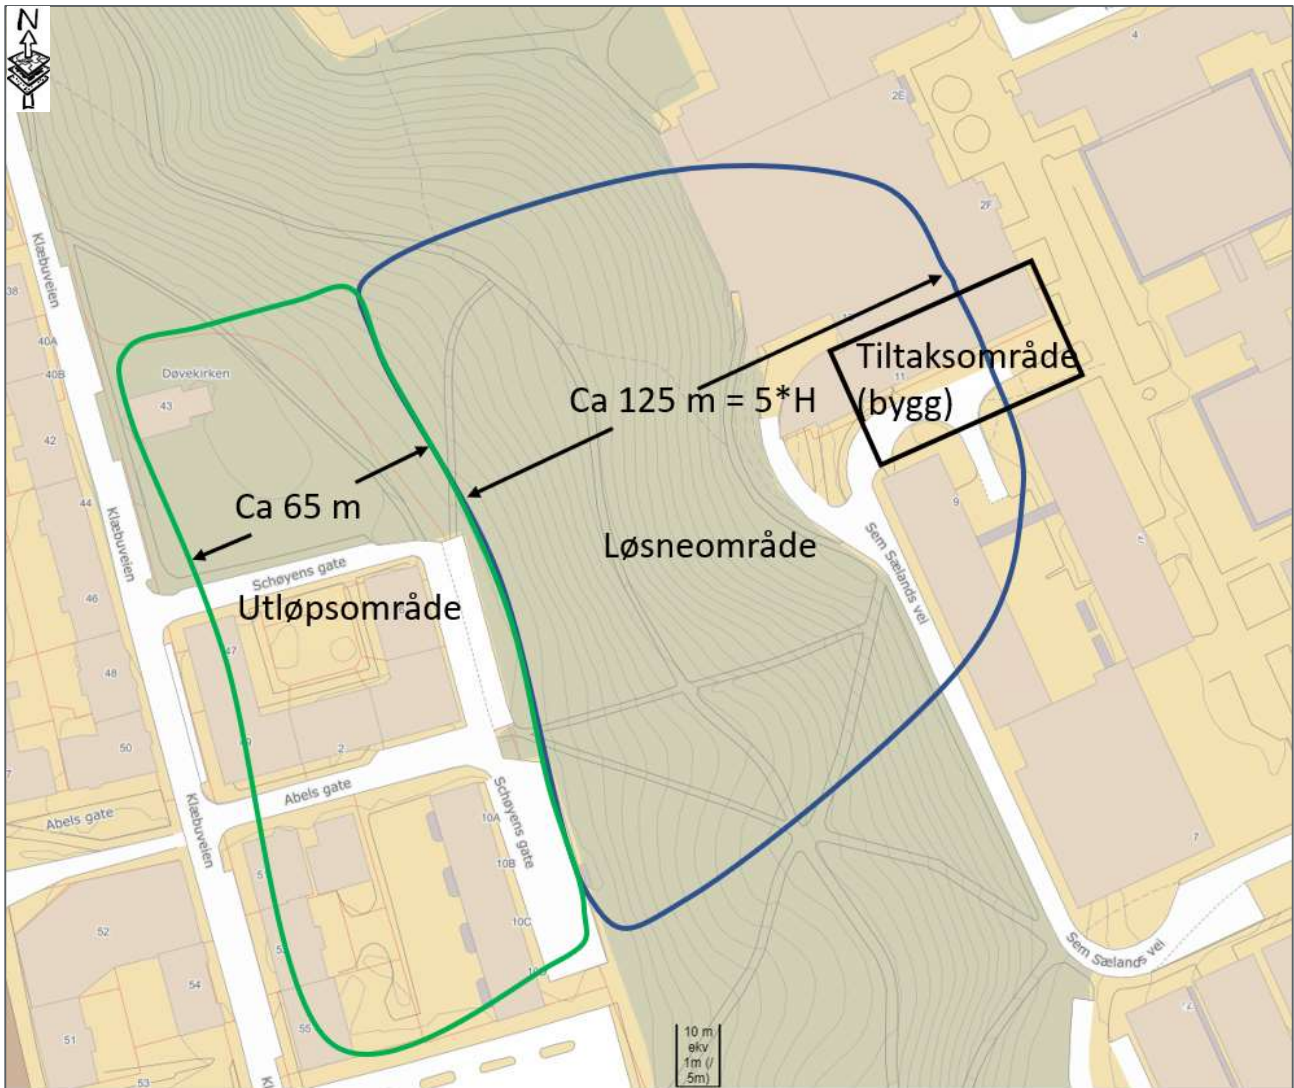 N
4
2E
2F
Klæbuveien
38
40A
40B
Døvekirken
43
11
Tiltaksområde
(bygg)
Ca 125 m = 5*H
42
44
Ca 65 m
9
Klæbuveien
Løsneområde
Sem Sælands vei
Schøyens gate
46
Utløpsområde
47
48
49
2
50
Abels gate
Schøyens gate
Abels gate
Klæbuveien
10A
10B
7
10C
10D
52
54
Sem Sælands vei
55
51
53
10 m
ekv
1m (/
5m)